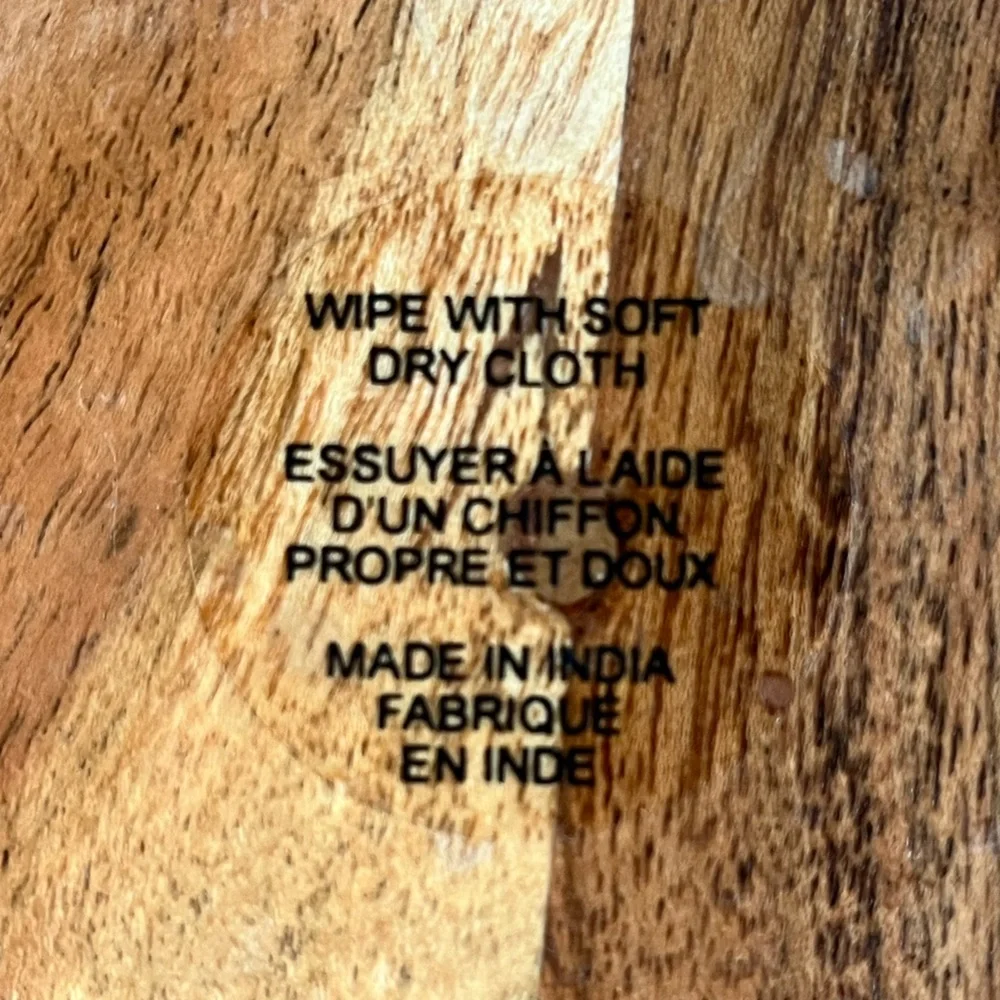 WIPE WITH SOFT
DRY CLOTH
ESSUYER À L'AIDE
D'UN CHIFFON
PROPRE ET DOUX
MADE IN INDIA
FABRIQUÉ
EN INDE